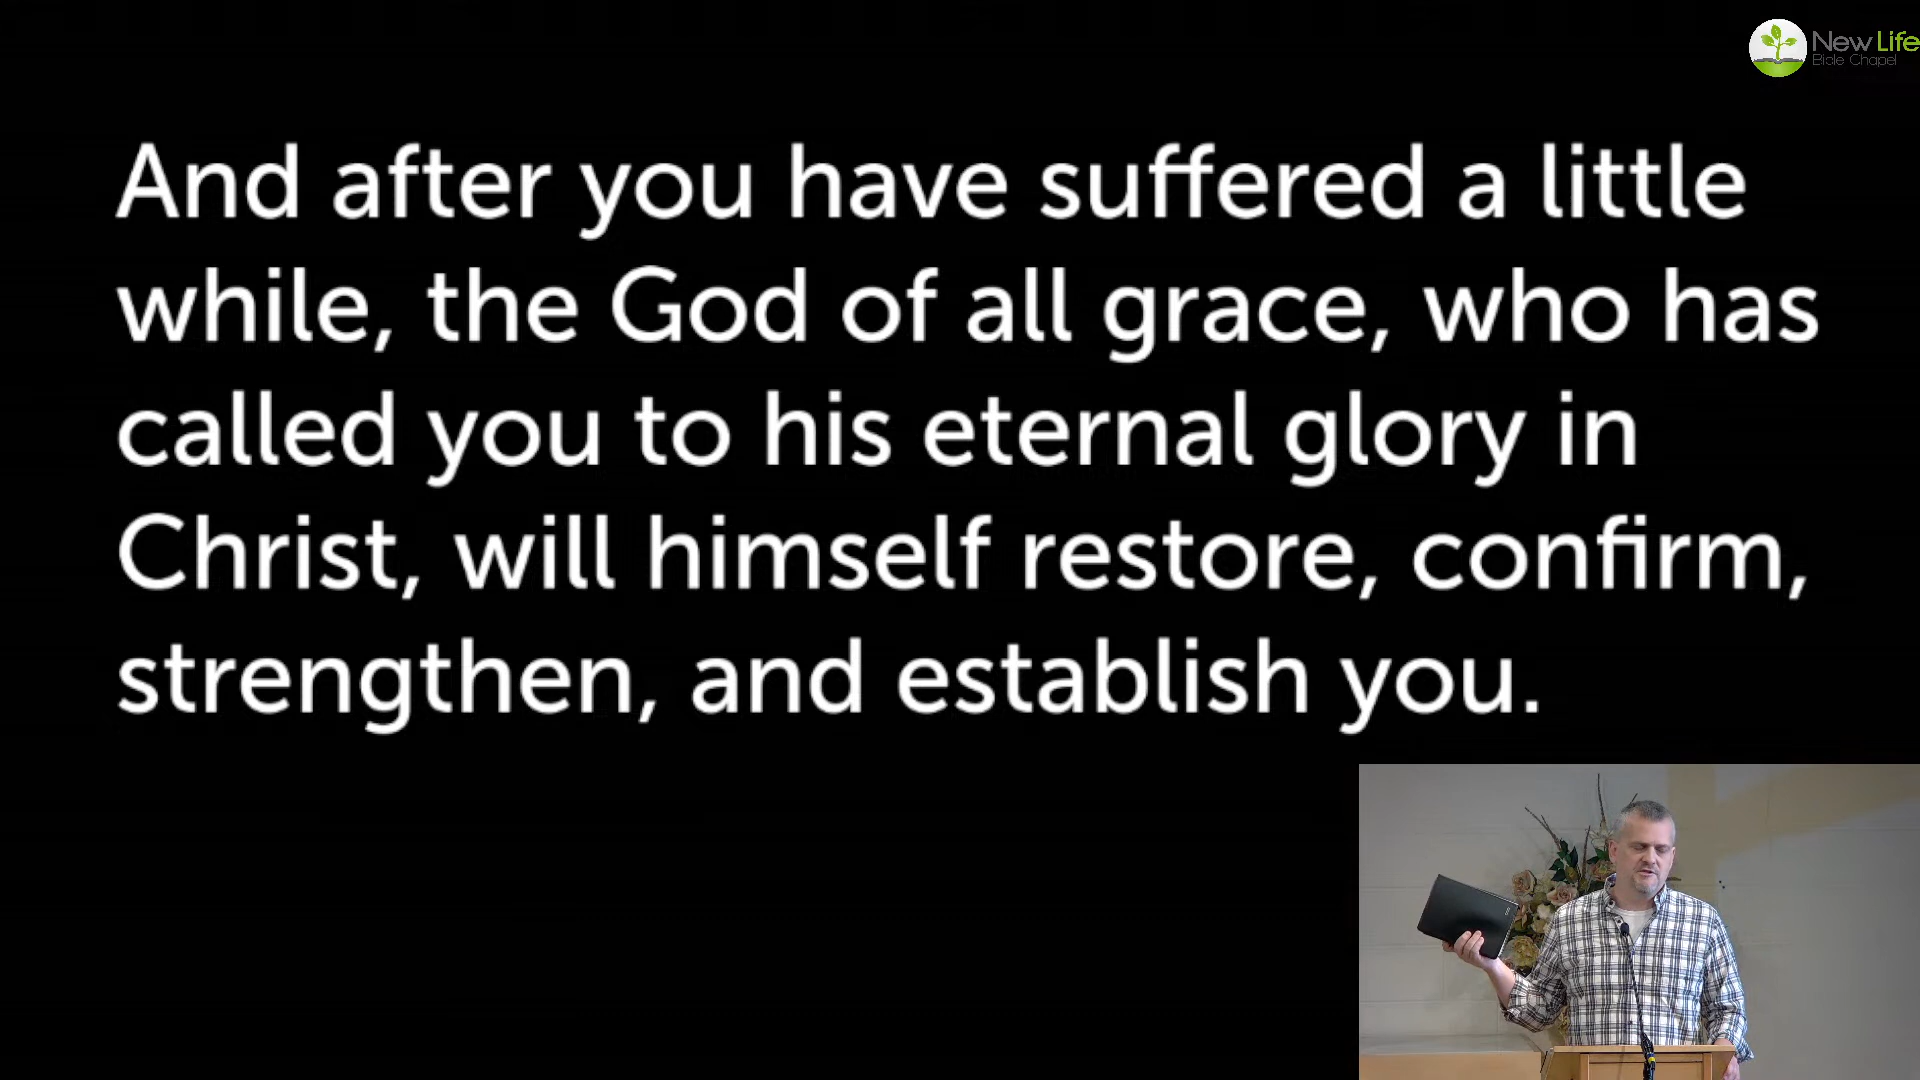 New Life
Bible Chapel
And after you have suffered a little
while, the God of all grace, who has
called you to his eternal glory in
Christ, will himself restore, confirm,
strengthen, and establish you.